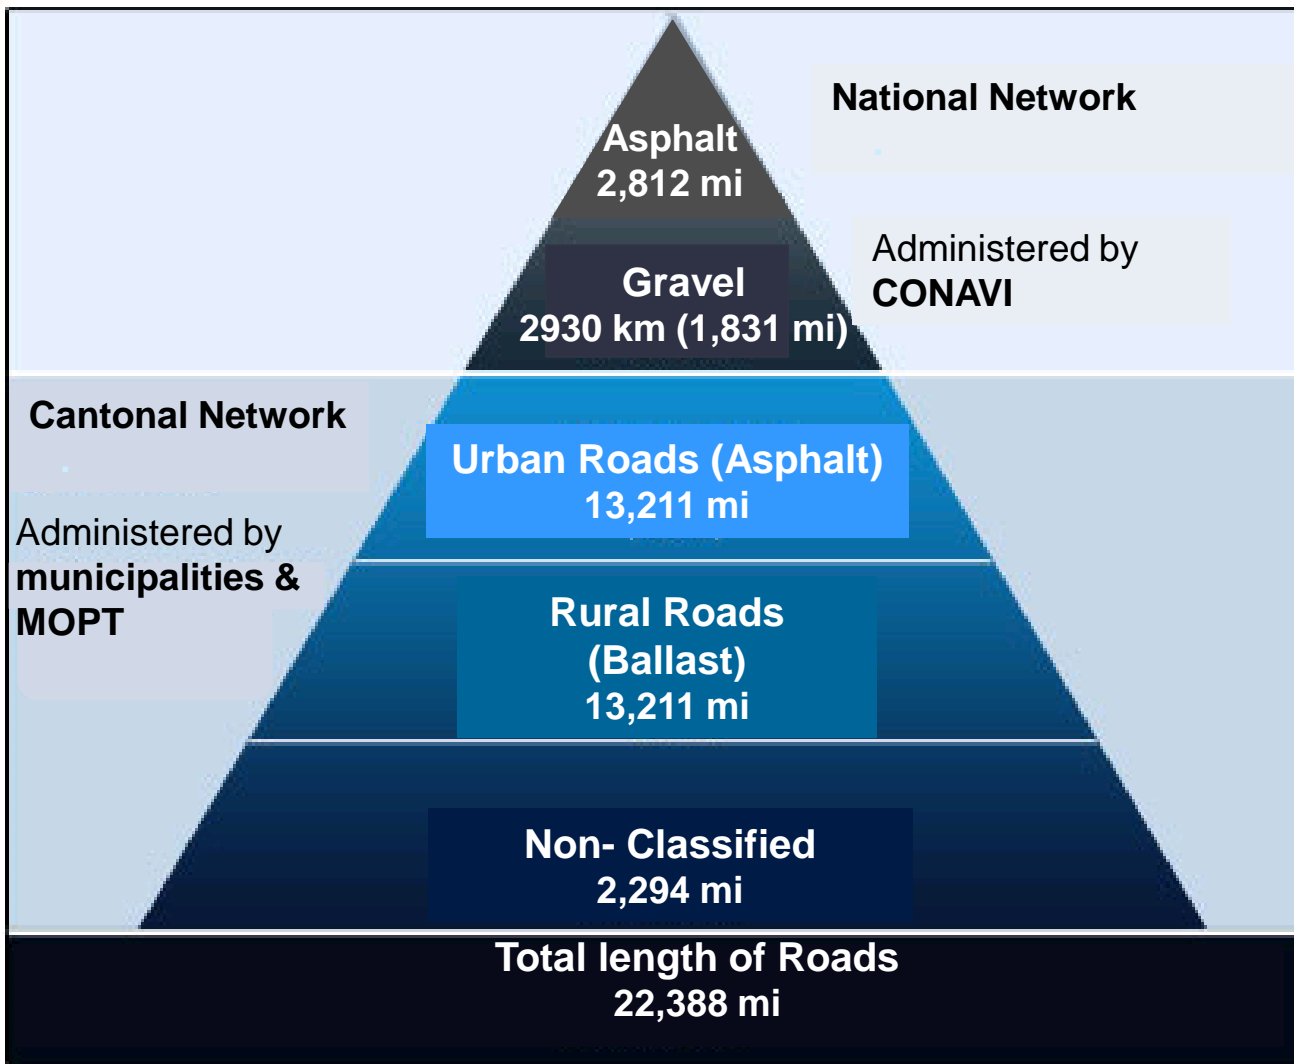 National Network
Asphalt
2,812 mi
Administered by
CONAVI
Gravel
2930 km (1,831 mi)
Cantonal Network
Administered by
municipalities &
MOPT
Urban Roads (Asphalt)
13,211 mi
Rural Roads
(Ballast)
13,211 mi
Non- Classified
2,294 mi
Total length of Roads
22,388 mi